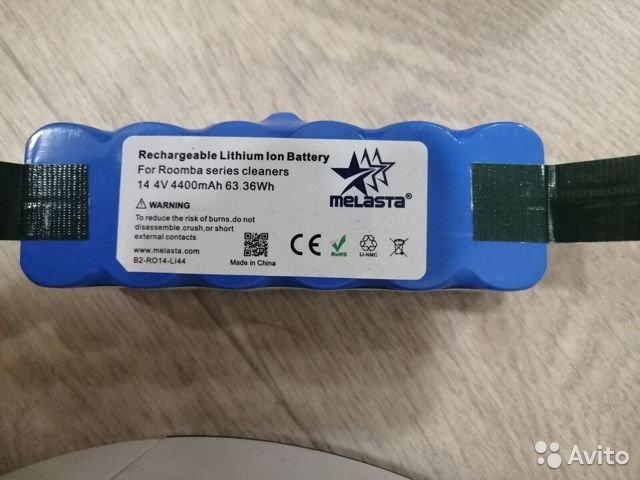 Rechargeable Lithium Ion Battery
For Roomba series cleaners
14 4V 4400mAh 63 36Wh
MELASTA
WARNING
To reduce the risk of burns,do not
disassemble,crush,or short
external contacts
www.melasta.com
B2-RO14-LI44
Made in China
CE
RoHS
LI-NMC
Avito